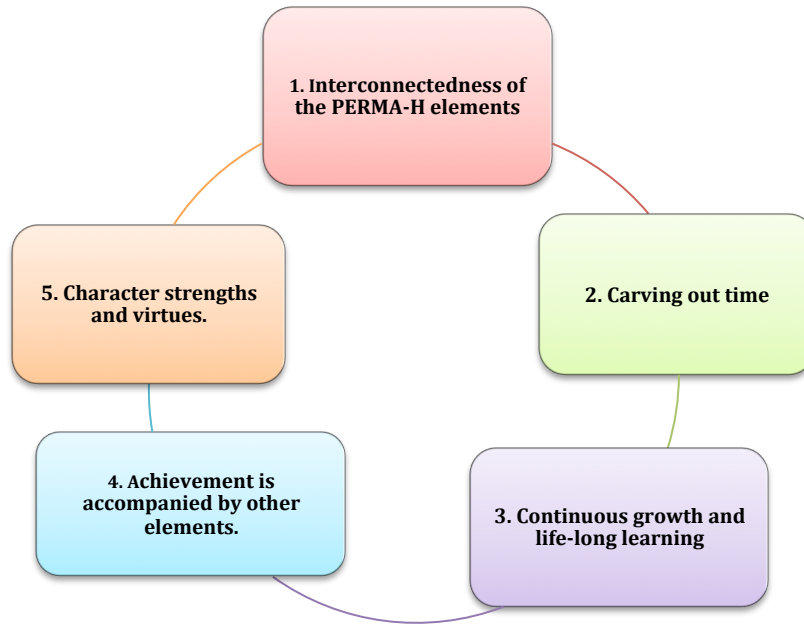 1. Interconnectedness of
the PERMA-H elements
2. Carving out time
3. Continuous growth and
life-long learning
4. Achievement is
accompanied by other
elements.
5. Character strengths
and virtues.